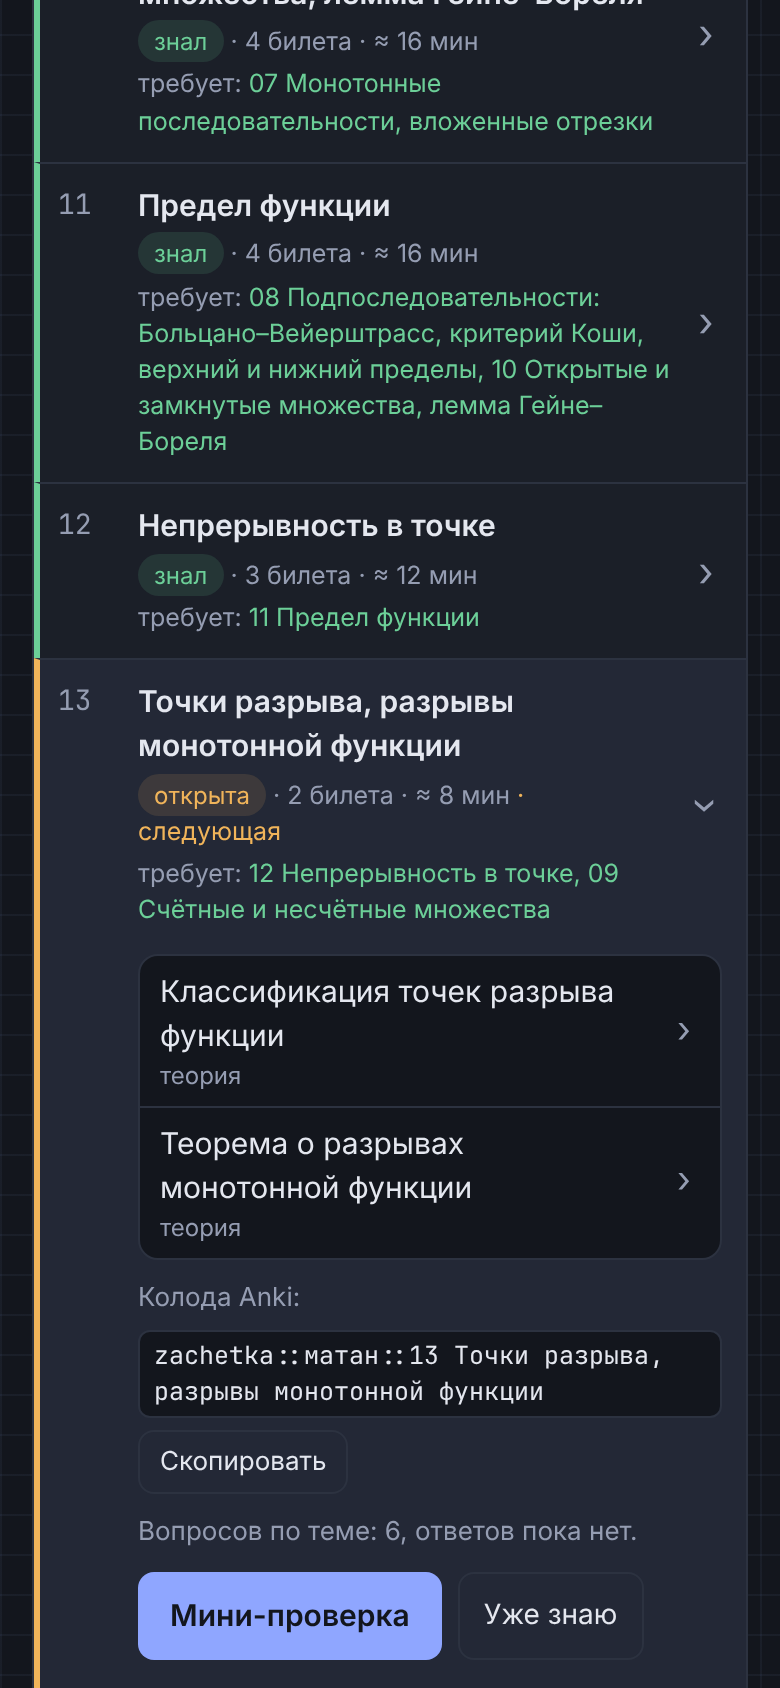 множества, лемма Гейне–Бореля
знал · 4 билета · ≈ 16 мин
требует: 07 Монотонные
последовательности, вложенные отрезки
11 Предел функции
знал · 4 билета · ≈ 16 мин
требует: 08 Подпоследовательности:
Больцано–Вейерштрасс, критерий Коши,
верхний и нижний пределы, 10 Открытые и
замкнутые множества, лемма Гейне–
Бореля
12 Непрерывность в точке
знал · 3 билета · ≈ 12 мин
требует: 11 Предел функции
13 Точки разрыва, разрывы
монотонной функции
открыта · 2 билета · ≈ 8 мин ·
следующая
требует: 12 Непрерывность в точке, 09
Счётные и несчётные множества
Классификация точек разрыва
функции
теория
Теорема о разрывах
монотонной функции
теория
Колода Anki:
zachetka::матан::13 Точки разрыва,
разрывы монотонной функции
Скопировать
Вопросов по теме: 6, ответов пока нет.
Мини-проверка
Уже знаю